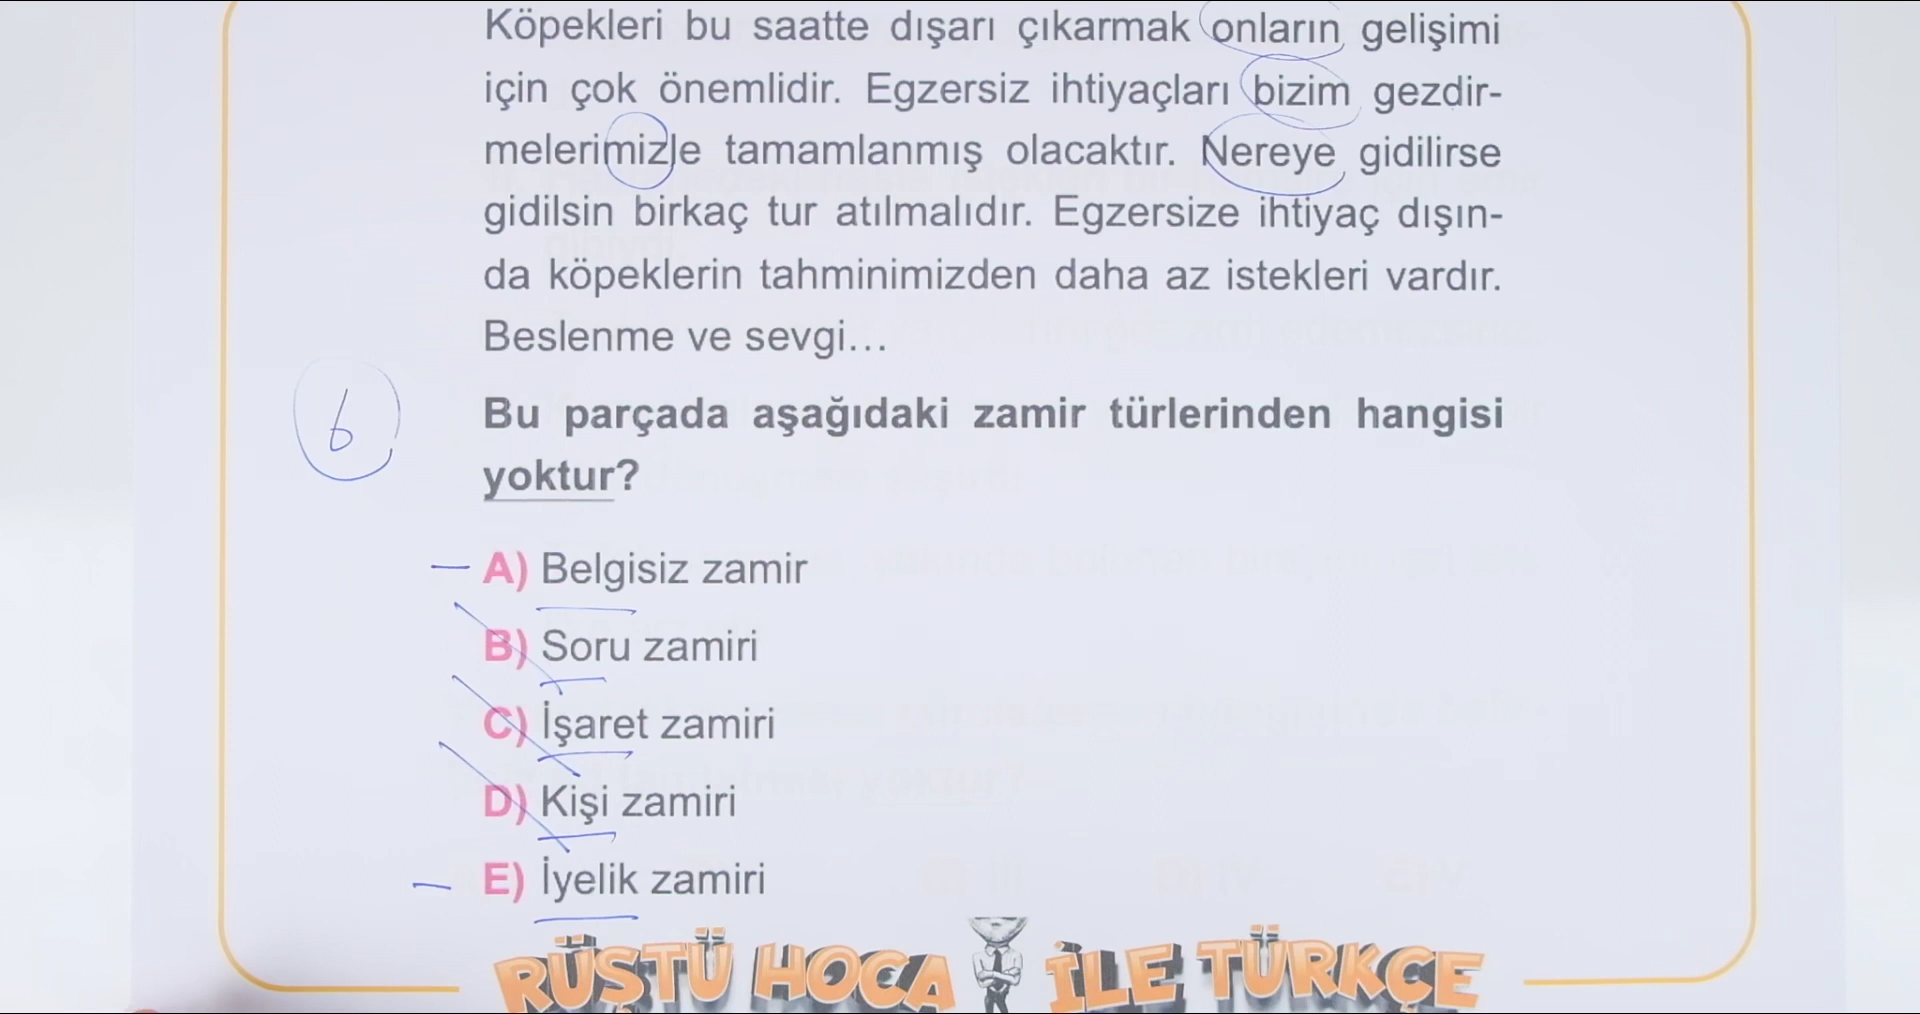 Köpekleri bu saatte dışarı çıkarmak onların gelişimi
için çok önemlidir. Egzersiz ihtiyaçları bizim gezdir-
melerimizle tamamlanmış olacaktır. Nereye gidilirse
gidilsin birkaç tur atılmalıdır. Egzersize ihtiyaç dışın-
da köpeklerin tahminimizden daha az istekleri vardır.
Beslenme ve sevgi...
6
Bu parçada aşağıdaki zamir türlerinden hangisi
yoktur?
A) Belgisiz zamir
B) Soru zamiri
C) İşaret zamiri
D) Kişi zamiri
E) İyelik zamiri
RÜŞTÜ HOCA İLE TÜRKÇE